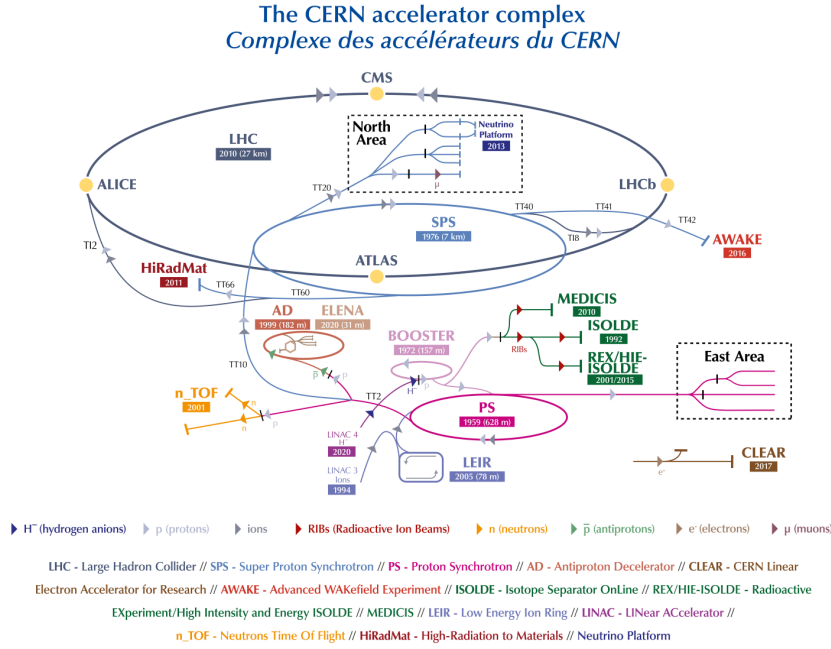 The CERN accelerator complex
Complexe des accélérateurs du CERN
CMS
North
Area
Neutrino
Platform
2013
LHC
2010 (27 km)
μ
ALICE
LHCb
TT20
TT40
TT41
SPS
1976 (7 km)
TT42
TI2
TI8
AWAKE
2016
HiRadMat
2011
ATLAS
TT66
TT60
AD
1999 (182 m)
ELENA
2020 (31 m)
MEDICIS
2010
BOOSTER
1972 (157 m)
ISOLDE
1992
RIBs
REX/HIE-
ISOLDE
2001/2015
East Area
TT10
p̅
p
H⁻
p
n_TOF
2001
n
n
p
TT2
PS
1959 (628 m)
LINAC 4
H⁻
2020
LINAC 3
Ions
1994
LEIR
2005 (78 m)
CLEAR
2017
e-
H⁻ (hydrogen anions)
p (protons)
ions
RIBs (Radioactive Ion Beams)
n (neutrons)
p̅ (antiprotons)
e- (electrons)
μ (muons)
LHC - Large Hadron Collider // SPS - Super Proton Synchrotron // PS - Proton Synchrotron // AD - Antiproton Decelerator // CLEAR - CERN Linear
Electron Accelerator for Research // AWAKE - Advanced WAKefield Experiment // ISOLDE - Isotope Separator OnLine // REX/HIE-ISOLDE - Radioactive
EXperiment/High Intensity and Energy ISOLDE // MEDICIS // LEIR - Low Energy Ion Ring // LINAC - LINear ACcelerator //
n_TOF - Neutrons Time Of Flight // HiRadMat - High-Radiation to Materials // Neutrino Platform